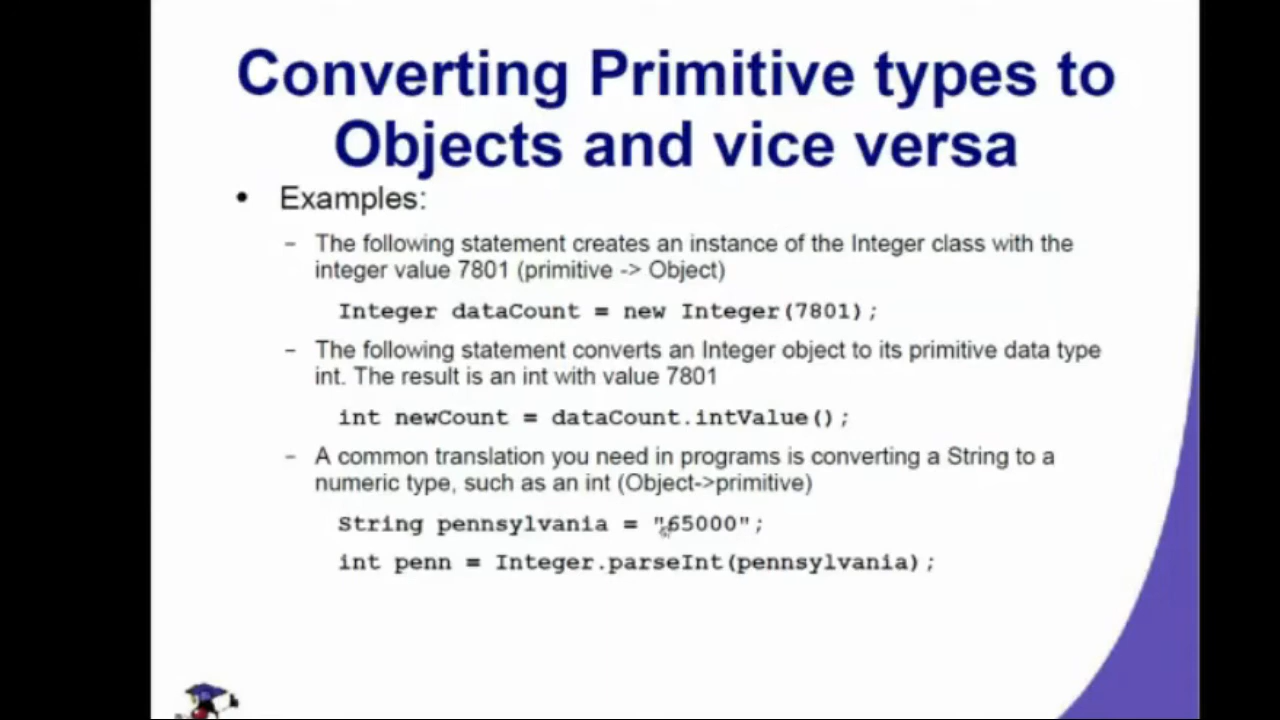 Converting Primitive types to
Objects and vice versa
• Examples:
– The following statement creates an instance of the Integer class with the
integer value 7801 (primitive -> Object)
Integer dataCount = new Integer(7801);
– The following statement converts an Integer object to its primitive data type
int. The result is an int with value 7801
int newCount = dataCount.intValue();
– A common translation you need in programs is converting a String to a
numeric type, such as an int (Object->primitive)
String pennsylvania = "65000";
int penn = Integer.parseInt(pennsylvania);